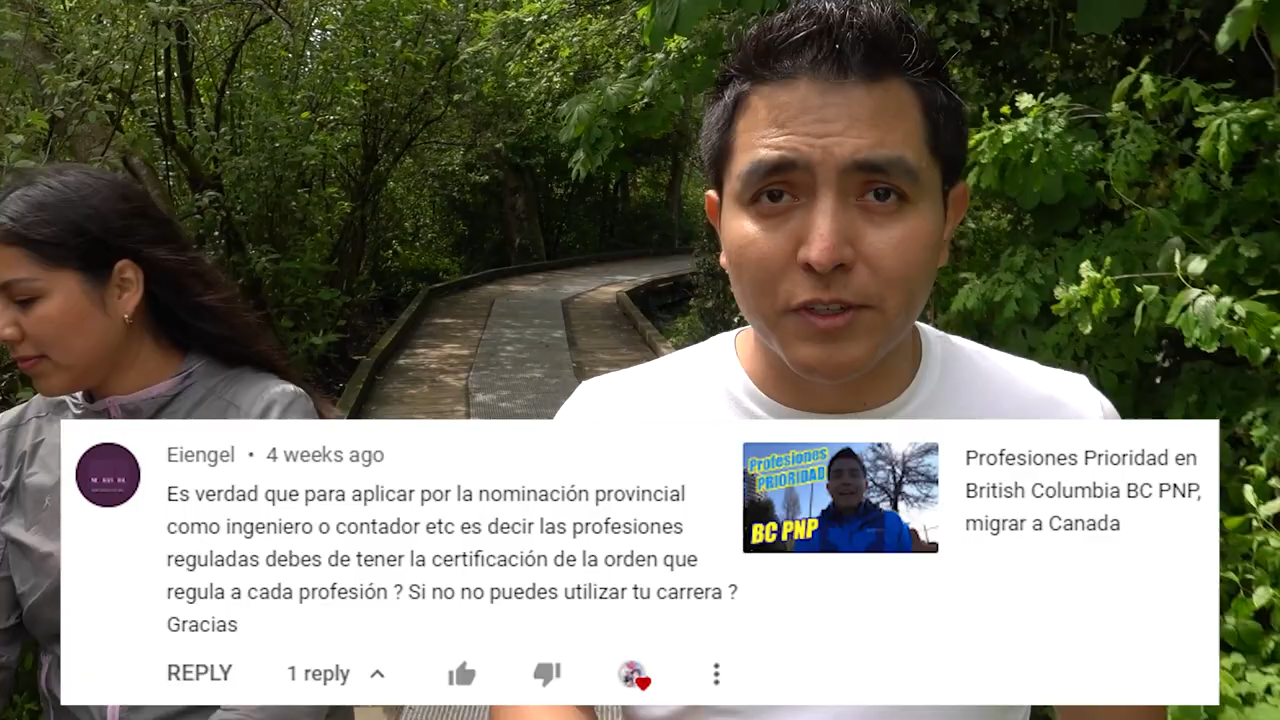 Eiengel • 4 weeks ago
Es verdad que para aplicar por la nominación provincial
como ingeniero o contador etc es decir las profesiones
reguladas debes de tener la certificación de la orden que
regula a cada profesión ? Si no no puedes utilizar tu carrera ?
Gracias
REPLY 1 reply
Profesiones
PRIORIDAD
BC PNP
Profesiones Prioridad en
British Columbia BC PNP,
migrar a Canada